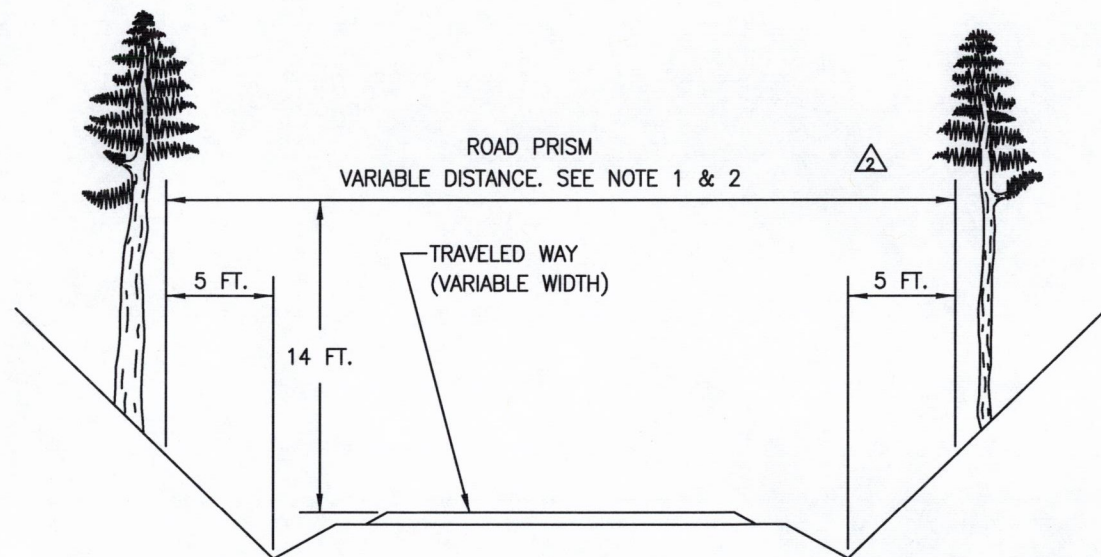 ROAD PRISM
VARIABLE DISTANCE. SEE NOTE 1 & 2
2
TRAVELED WAY
(VARIABLE WIDTH)
5 FT.
5 FT.
14 FT.